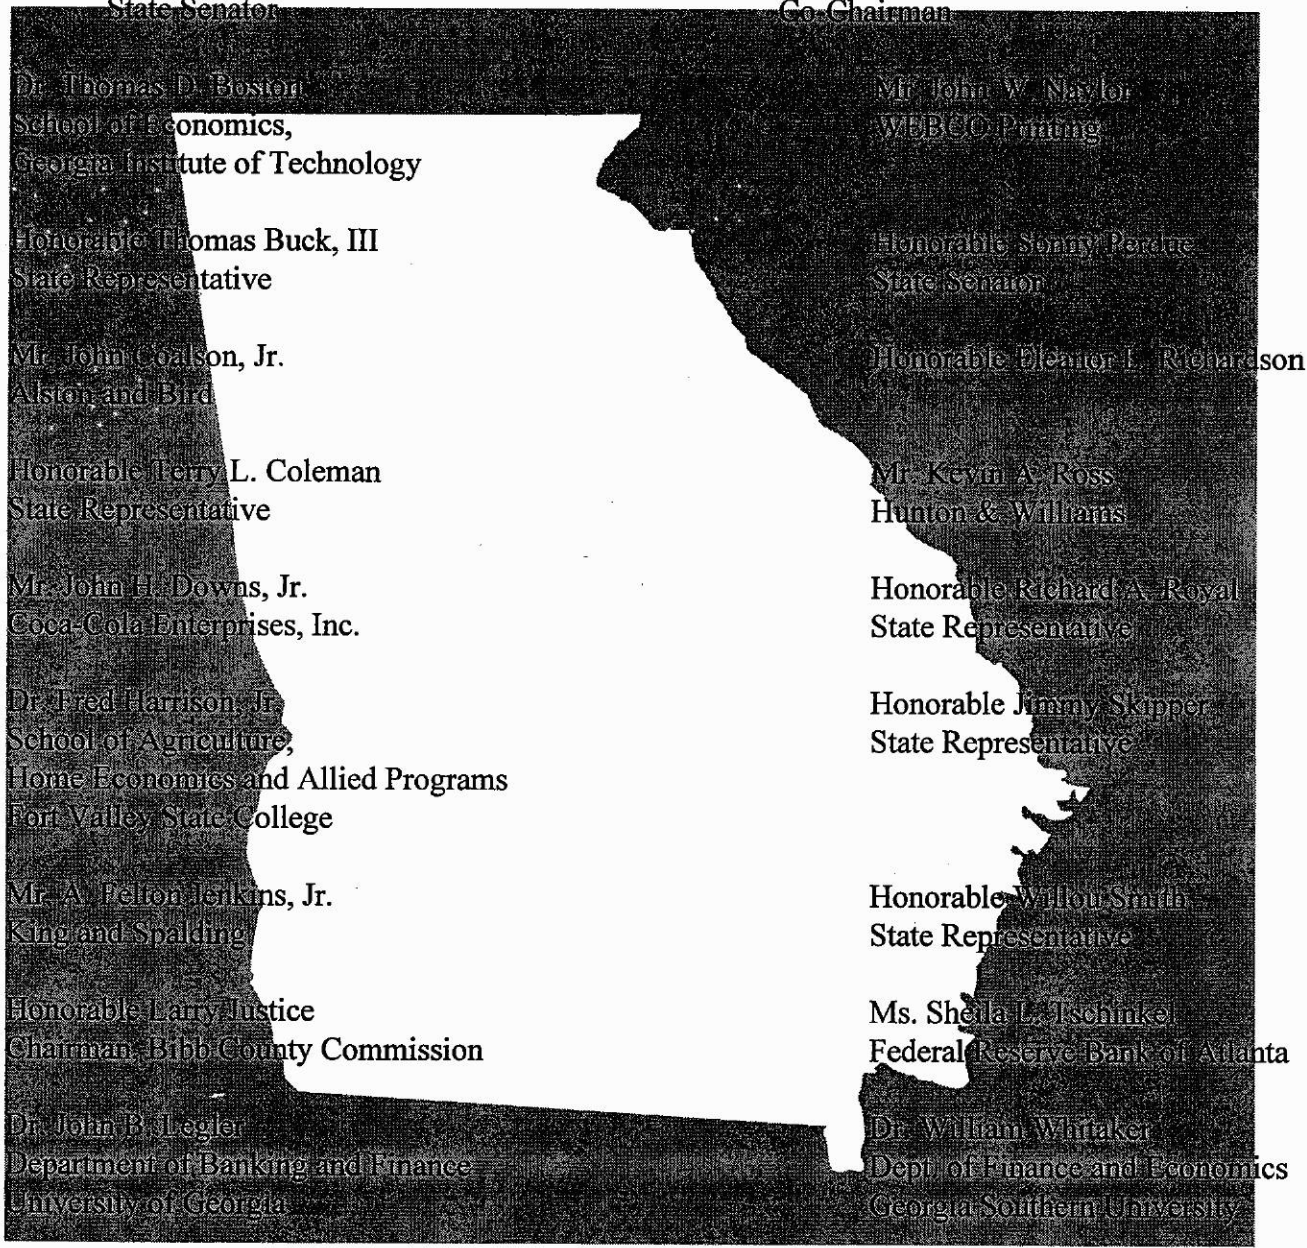 State Senator
Co-Chairman
Dr. Thomas D. Boston
School of Economics,
Georgia Institute of Technology
Honorable Thomas Buck, III
State Representative
Mr. John Coalson, Jr.
Alston and Bird
Honorable Terry L. Coleman
State Representative
Mr. John H. Downs, Jr.
Coca-Cola Enterprises, Inc.
Dr. Fred Harrison, Jr.
School of Agriculture,
Home Economics and Allied Programs
Fort Valley State College
Mr. A. Felton Jenkins, Jr.
King and Spalding
Honorable Larry Justice
Chairman, Bibb County Commission
Dr. John B. Legler
Department of Banking and Finance
University of Georgia
Mr. John W. Naylor
WEBCO Printing
Honorable Sonny Perdue
State Senator
Honorable Eleanor L. Richardson
Mr. Kevin A. Ross
Hunton & Williams
Honorable Richard A. Royal
State Representative
Honorable Jimmy Skipper
State Representative
Honorable Willou Smith
State Representative
Ms. Sheila L. Tschinkel
Federal Reserve Bank of Atlanta
Dr. William Whitaker
Dept. of Finance and Economics
Georgia Southern University